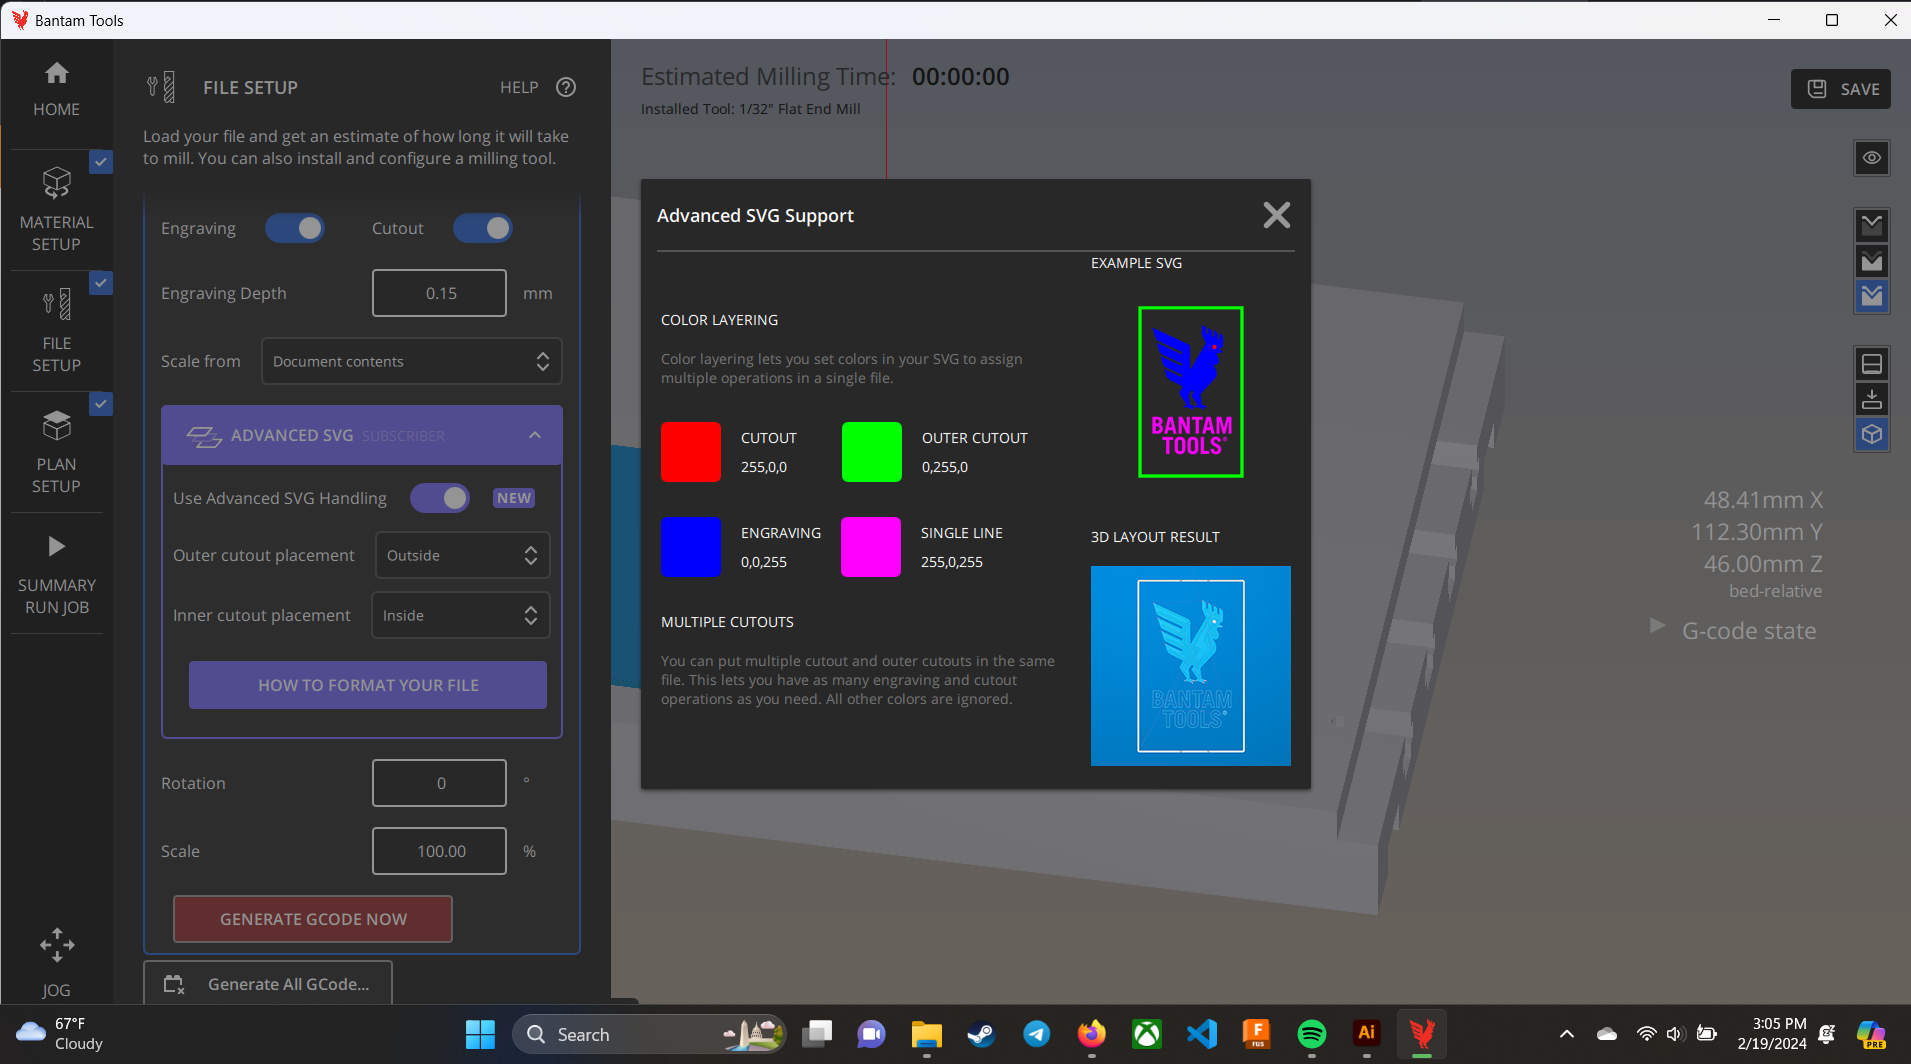 Bantam Tools
HOME
MATERIAL
SETUP
FILE
SETUP
PLAN
SETUP
SUMMARY
RUN JOB
JOG
FILE SETUP
HELP
Load your file and get an estimate of how long it will take
to mill. You can also install and configure a milling tool.
Engraving
Cutout
Engraving Depth
0.15
mm
Scale from
Document contents
ADVANCED SVG SUBSCRIBER
Use Advanced SVG Handling
NEW
Outer cutout placement
Outside
Inner cutout placement
Inside
HOW TO FORMAT YOUR FILE
Rotation
0
°
Scale
100.00
%
GENERATE GCODE NOW
Generate All GCode...
Estimated Milling Time: 00:00:00
Installed Tool: 1/32" Flat End Mill
SAVE
Advanced SVG Support
COLOR LAYERING
Color layering lets you set colors in your SVG to assign
multiple operations in a single file.
CUTOUT
255,0,0
OUTER CUTOUT
0,255,0
ENGRAVING
0,0,255
SINGLE LINE
255,0,255
MULTIPLE CUTOUTS
You can put multiple cutout and outer cutouts in the same
file. This lets you have as many engraving and cutout
operations as you need. All other colors are ignored.
EXAMPLE SVG
BANTAM
TOOLS®
3D LAYOUT RESULT
BANTAM
TOOLS
48.41mm X
112.30mm Y
46.00mm Z
bed-relative
G-code state
67°F
Cloudy
Search
F
FUS
Ai
3:05 PM
2/19/2024
PRE